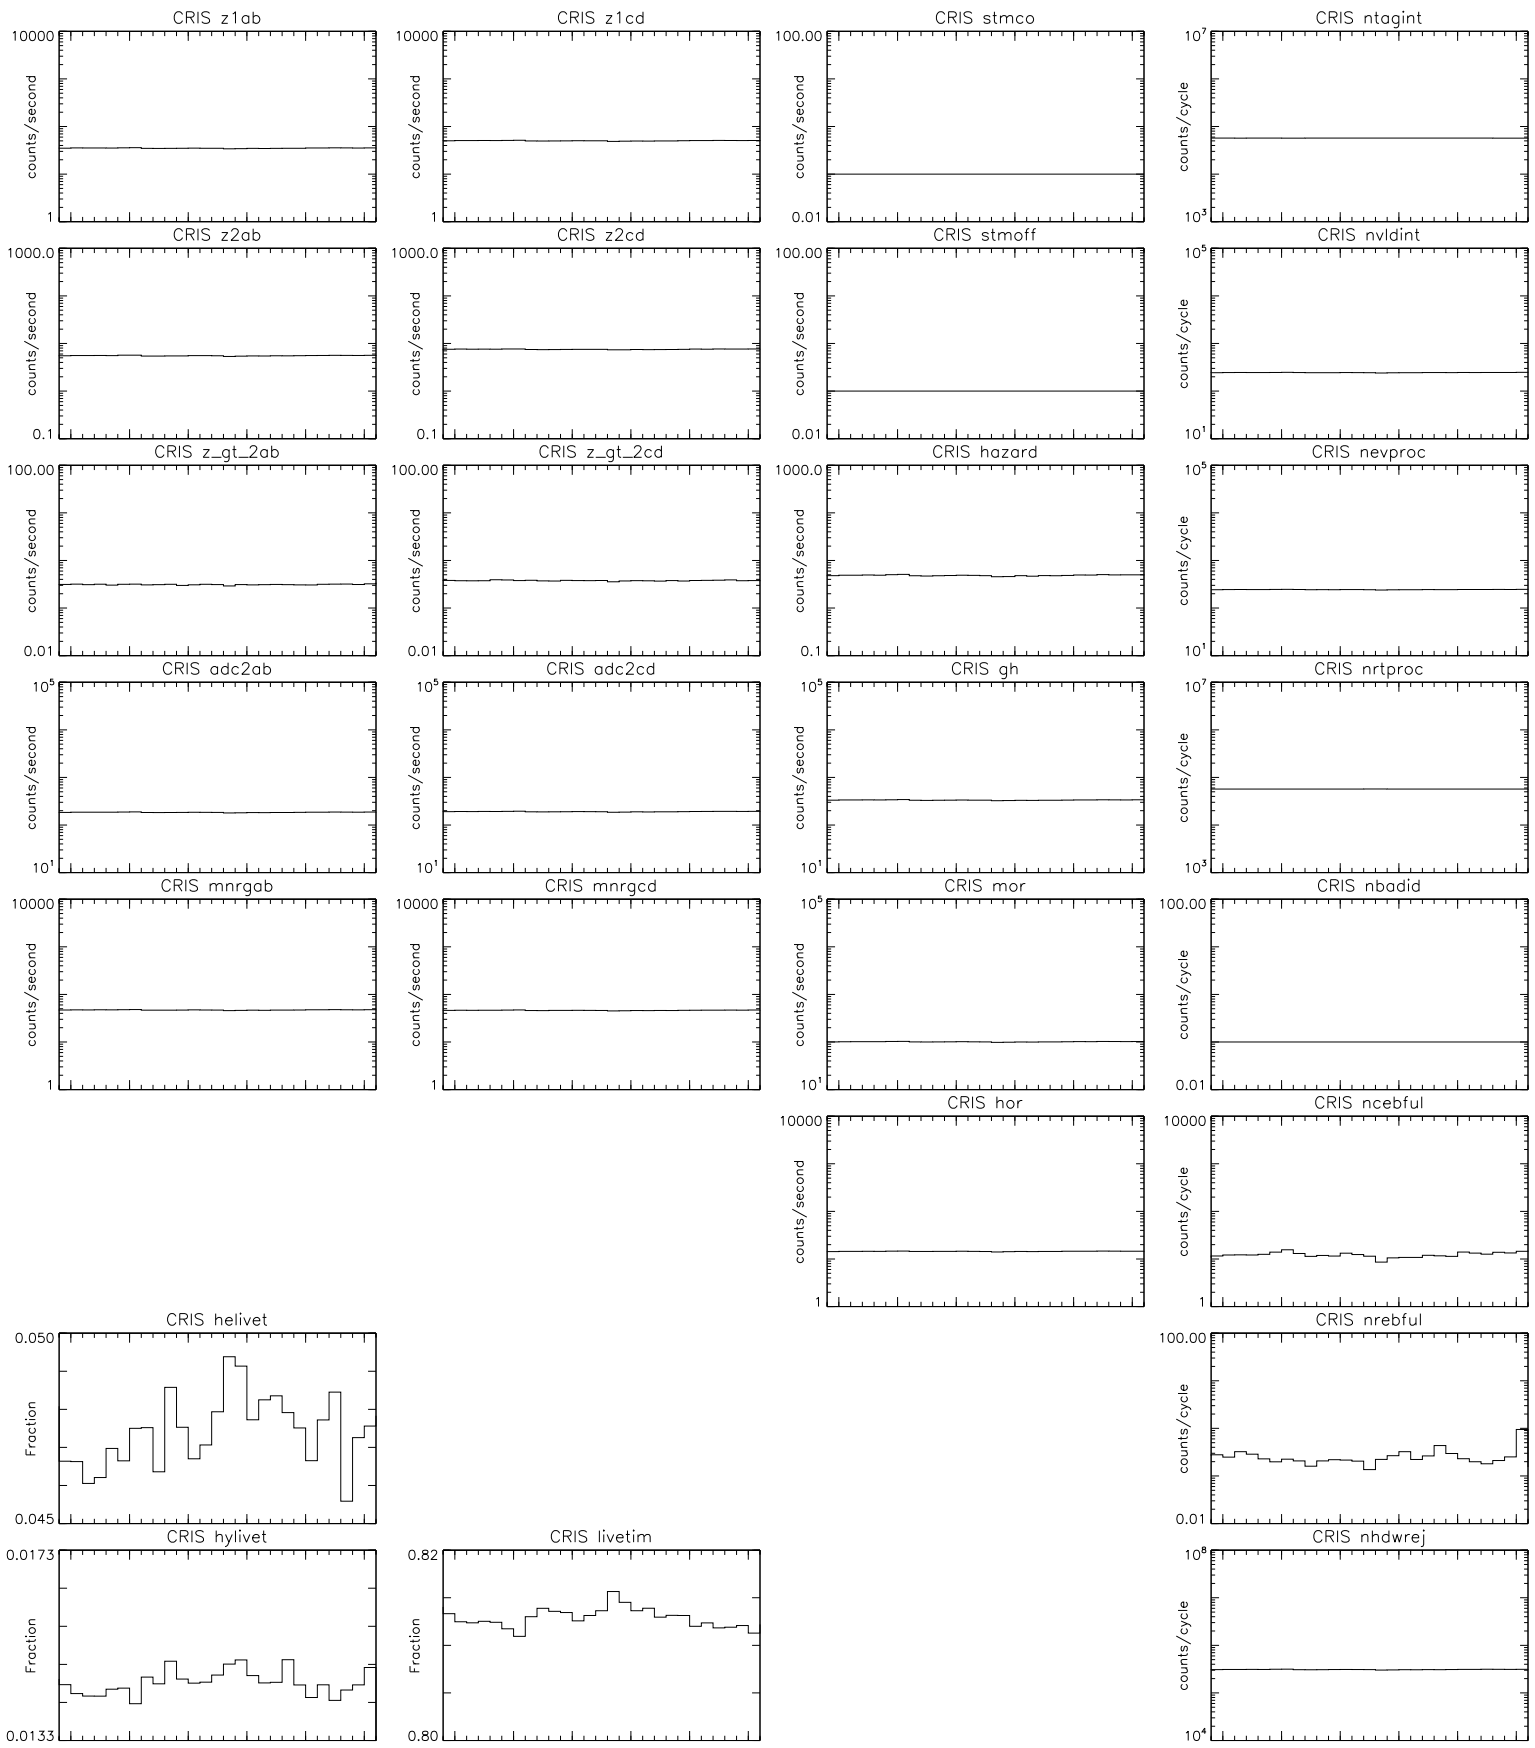 CRIS z1ab
10000
counts/second
1
CRIS z1cd
10000
counts/second
1
CRIS stmco
100.00
counts/second
0.01
CRIS ntagint
10⁷
counts/cycle
10³
CRIS z2ab
1000.0
counts/second
0.1
CRIS z2cd
1000.0
counts/second
0.1
CRIS stmoff
100.00
counts/second
0.01
CRIS nvldint
10⁵
counts/cycle
10¹
CRIS z_gt_2ab
100.00
counts/second
0.01
CRIS z_gt_2cd
100.00
counts/second
0.01
CRIS hazard
1000.0
counts/second
0.1
CRIS nevproc
10⁵
counts/cycle
10¹
CRIS adc2ab
10⁵
counts/second
10¹
CRIS adc2cd
10⁵
counts/second
10¹
CRIS gh
10⁵
counts/second
10¹
CRIS nrtproc
10⁷
counts/cycle
10³
CRIS mnrgab
10000
counts/second
1
CRIS mnrgcd
10000
counts/second
1
CRIS mor
10⁵
counts/second
10¹
CRIS nbadid
100.00
counts/cycle
0.01
CRIS hor
10000
counts/second
1
CRIS ncebful
10000
counts/cycle
1
CRIS helivet
0.050
Fraction
0.045
CRIS nrebful
100.00
counts/cycle
0.01
CRIS hylivet
0.0173
Fraction
0.0133
CRIS livetim
0.82
Fraction
0.80
CRIS nhdwrej
10⁸
counts/cycle
10⁴